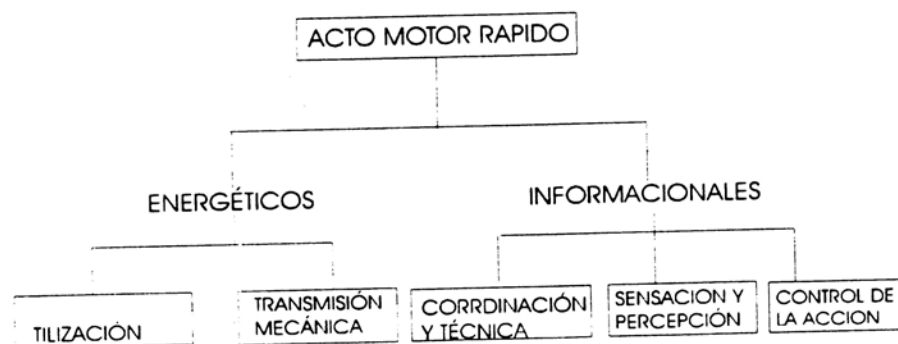 ACTO MOTOR RAPIDO
ENERGÉTICOS
INFORMACIONALES
TILIZACIÓN
TRANSMISIÓN
MECÁNICA
CORRDINACIÓN
Y TÉCNICA
SENSACION Y
PERCEPCIÓN
CONTROL DE
LA ACCION